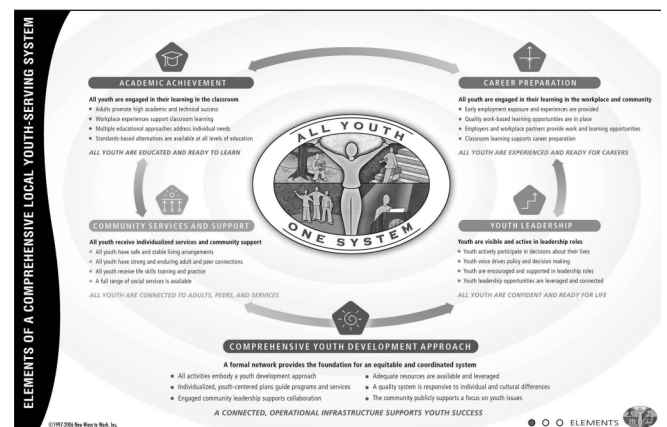 ELEMENTS OF A COMPREHENSIVE LOCAL YOUTH-SERVING SYSTEM
ACADEMIC ACHIEVEMENT
All youth are engaged in their learning in the classroom
Adults promote high academic and technical success
Workplace experiences support classroom learning
Multiple educational approaches address individual needs
Standards-based alternatives are available at all levels of education
ALL YOUTH ARE EDUCATED AND READY TO LEARN
CAREER PREPARATION
All youth are engaged in their learning in the workplace and community
Early employment exposure and experiences are provided
Quality work-based learning opportunities are in place
Employers and workplace partners provide work and learning opportunities
Classroom learning supports career preparation
ALL YOUTH ARE EXPERIENCED AND READY FOR CAREERS
ALL YOUTH
ONE SYSTEM
COMMUNITY SERVICES AND SUPPORT
All youth receive individualized services and community support
All youth have safe and stable living arrangements
All youth have strong and enduring adult and peer connections
All youth receive life skills training and practice
A full range of social services is available
ALL YOUTH ARE CONNECTED TO ADULTS, PEERS, AND SERVICES
YOUTH LEADERSHIP
Youth are visible and active in leadership roles
Youth actively participate in decisions about their lives
Youth voice drives policy and decision making
Youth are encouraged and supported in leadership roles
Youth leadership opportunities are leveraged and connected
ALL YOUTH ARE CONFIDENT AND READY FOR LIFE
COMPREHENSIVE YOUTH DEVELOPMENT APPROACH
A formal network provides the foundation for an equitable and coordinated system
All activities embody a youth development approach
Individualized, youth-centered plans guide programs and services
Engaged community leadership supports collaboration
Adequate resources are available and leveraged
A quality system is responsive to individual and cultural differences
The community publicly supports a focus on youth issues
A CONNECTED, OPERATIONAL INFRASTRUCTURE SUPPORTS YOUTH SUCCESS
©1997-2006 New Ways to Work, Inc.
ELEMENTS